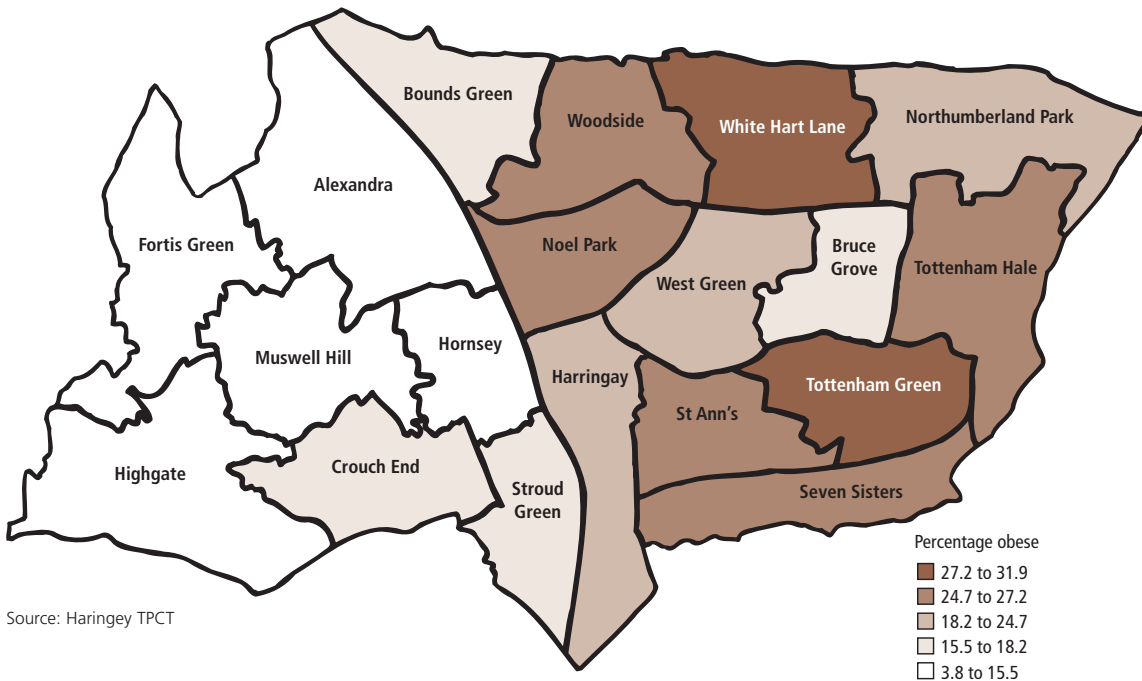 Bounds Green
Woodside
White Hart Lane
Northumberland Park
Alexandra
Fortis Green
Noel Park
Bruce
Grove
Tottenham Hale
West Green
Muswell Hill
Hornsey
Harringay
Tottenham Green
St Ann's
Highgate
Crouch End
Stroud
Green
Seven Sisters
Percentage obese
27.2 to 31.9
24.7 to 27.2
18.2 to 24.7
15.5 to 18.2
3.8 to 15.5
Source: Haringey TPCT